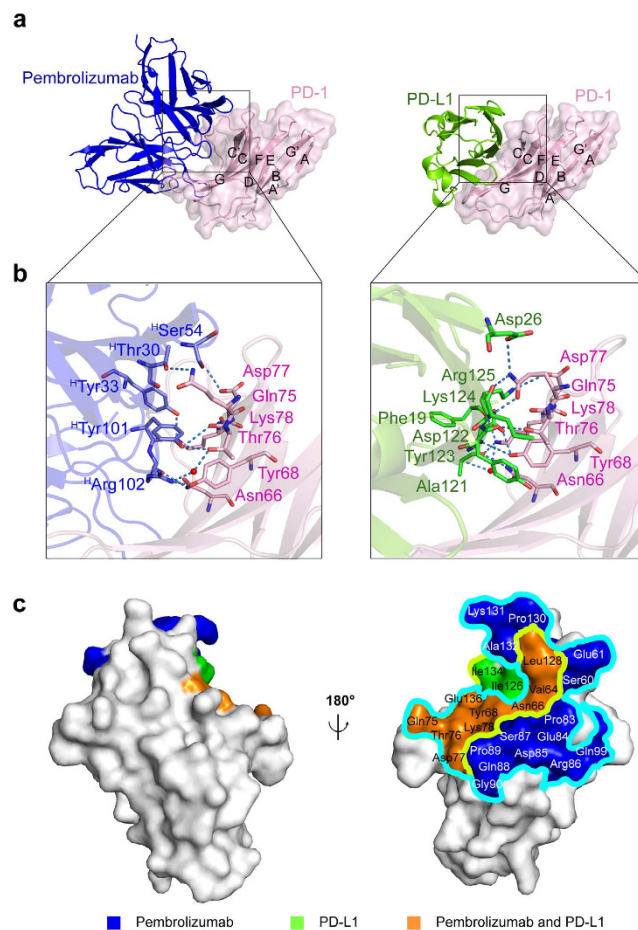 a
Pembrolizumab
PD-1
C' C F E G' A
G D B A'
PD-L1
PD-1
C' C F E G' A
G D B A'
b
HSer54
HThr30
HTyr33
HTyr101
HArg102
Asp77
Gln75
Lys78
Thr76
Tyr68
Asn66
Asp26
Arg125
Lys124
Phe19
Asp122
Tyr123
Ala121
Asp77
Gln75
Lys78
Thr76
Tyr68
Asn66
c
180°
Lys131
Pro130
Ala132
Leu128
Glu61
Ile134
Ile126
Val64
Ser60
Glu136
Asn66
Gln75
Tyr68
Pro83
Thr76
Lys78
Ser87
Glu84
Gln99
Asp77
Pro89
Asp85
Gln88
Arg86
Gly90
Pembrolizumab
PD-L1
Pembrolizumab and PD-L1